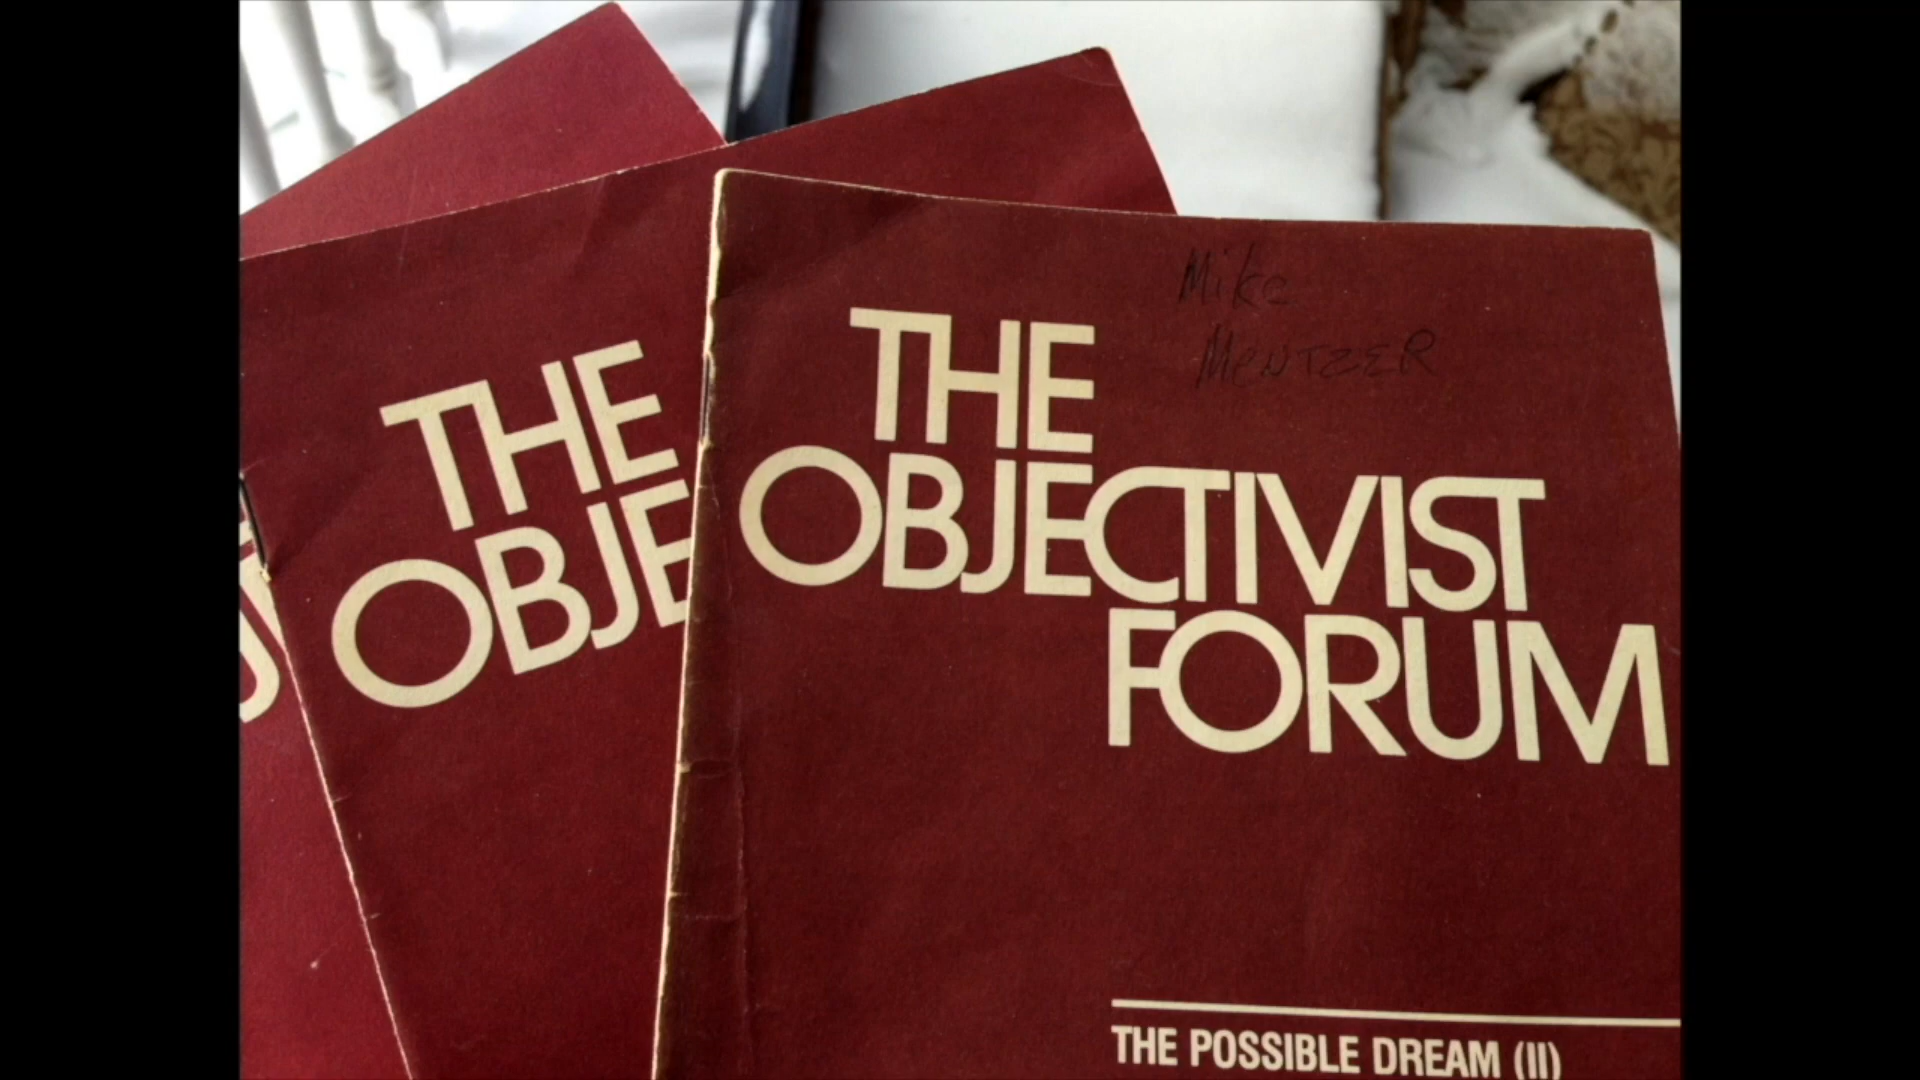 THE
OBJE
Mike
MENTZER
THE
OBJECTIVIST
FORUM
THE POSSIBLE DREAM (II)